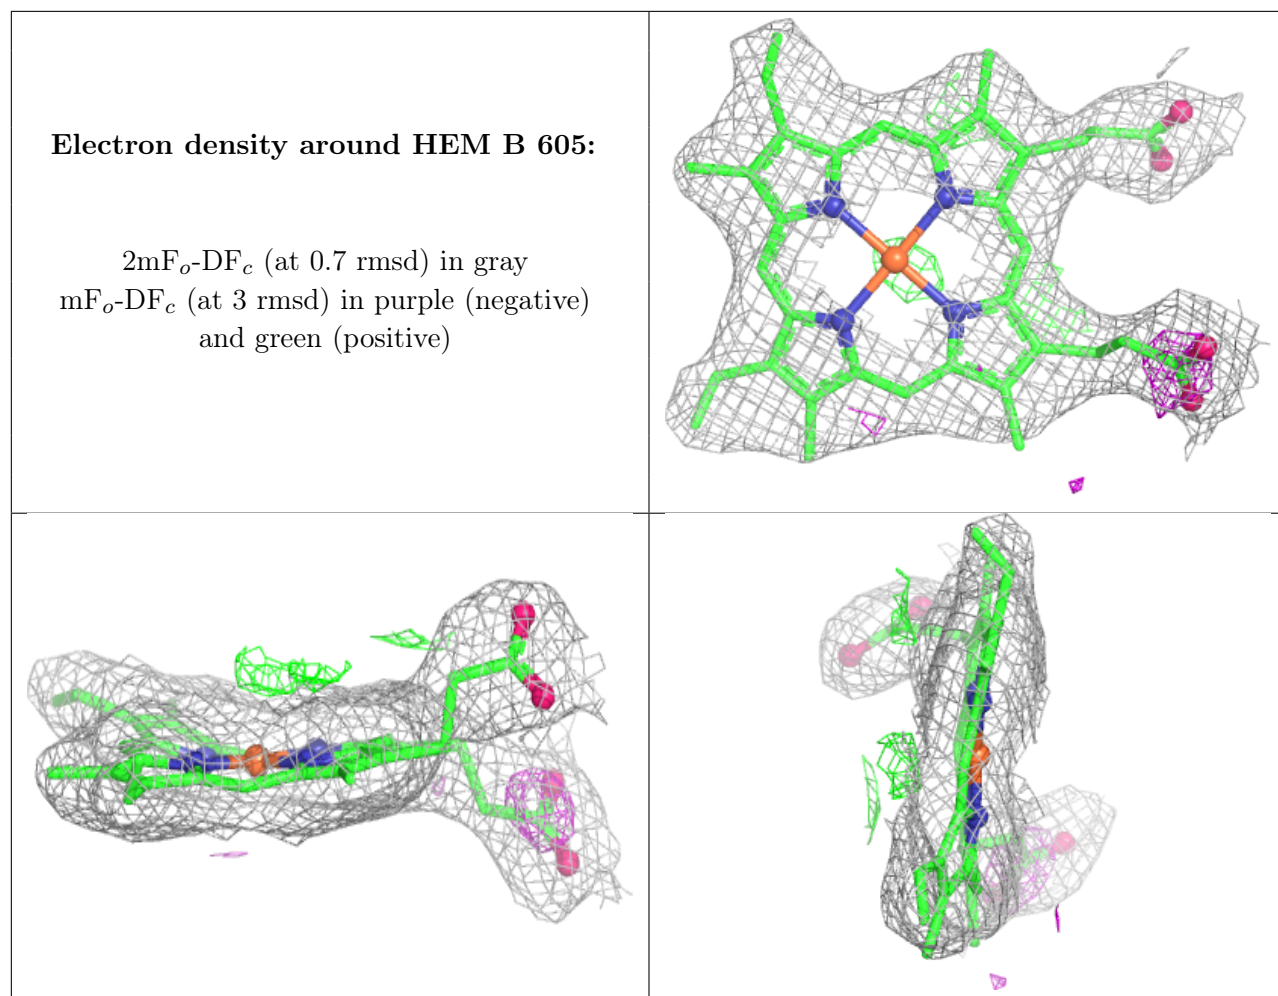 Electron density around HEM B 605:
2mFo-DFc (at 0.7 rmsd) in gray
mFo-DFc (at 3 rmsd) in purple (negative)
and green (positive)